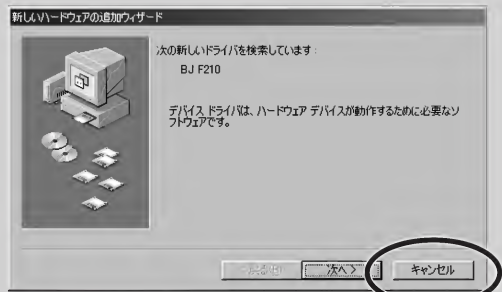 新しいハードウェアの追加ウィザード
次の新しいドライバを検索しています:
BJ F210
デバイス ドライバは、ハードウェア デバイスが動作するために必要なソ
フトウェアです。
< 戻る(B)
次へ >
キャンセル